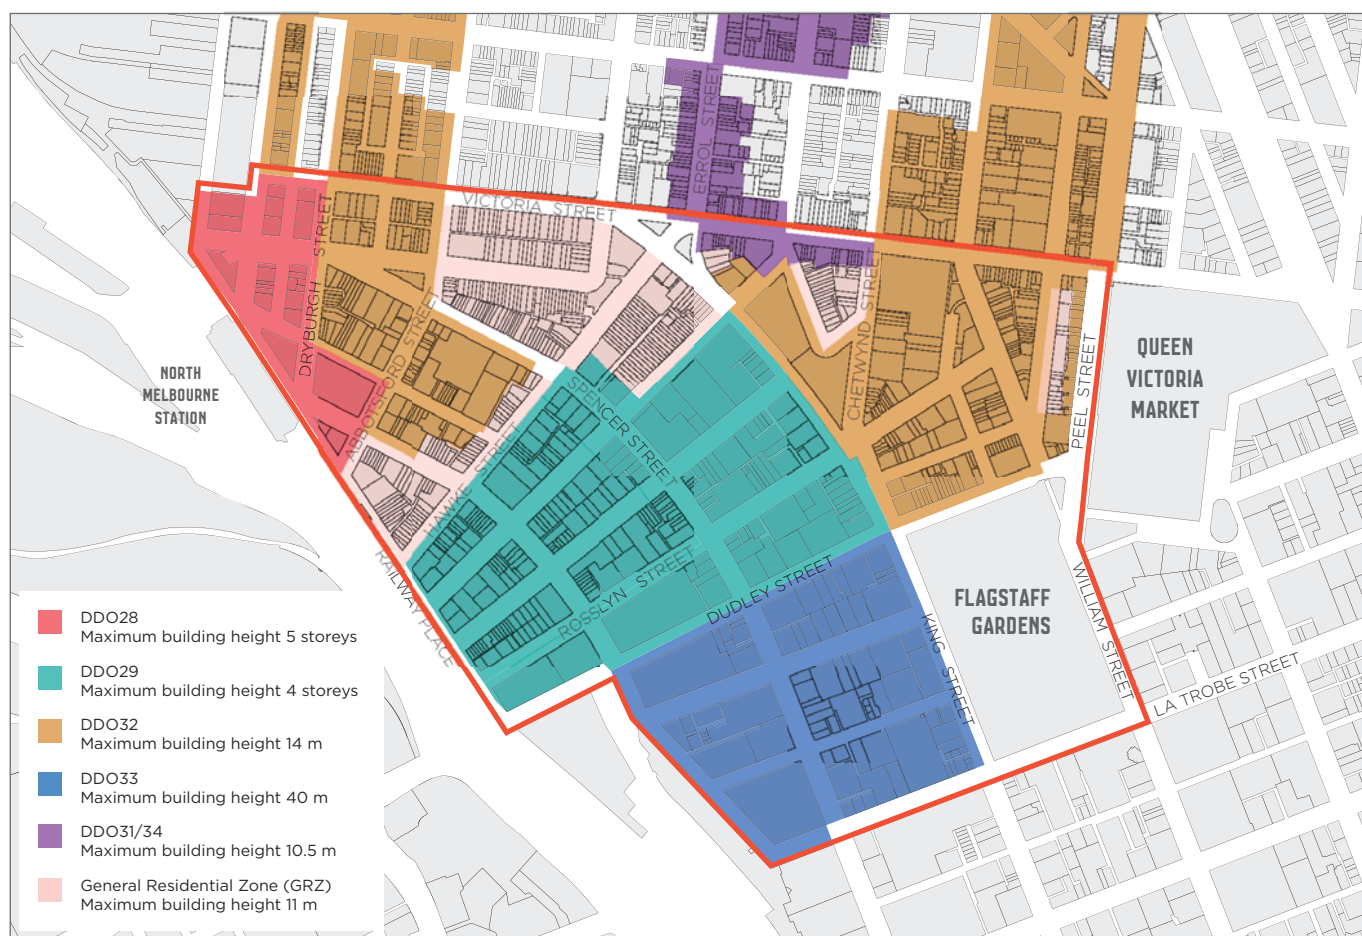 ERROL STREET
VICTORIA STREET
DRYBURGH STREET
ABBOTSFORD STREET
CHETWYND STREET
PEEL STREET
QUEEN
VICTORIA
MARKET
NORTH
MELBOURNE
STATION
SPENCER STREET
HAWKE STREET
RAILWAY PLACE
ROSSLYN STREET
DUDLEY STREET
KING STREET
FLAGSTAFF
GARDENS
WILLIAM STREET
LA TROBE STREET
DDO28
Maximum building height 5 storeys
DDO29
Maximum building height 4 storeys
DDO32
Maximum building height 14 m
DDO33
Maximum building height 40 m
DDO31/34
Maximum building height 10.5 m
General Residential Zone (GRZ)
Maximum building height 11 m